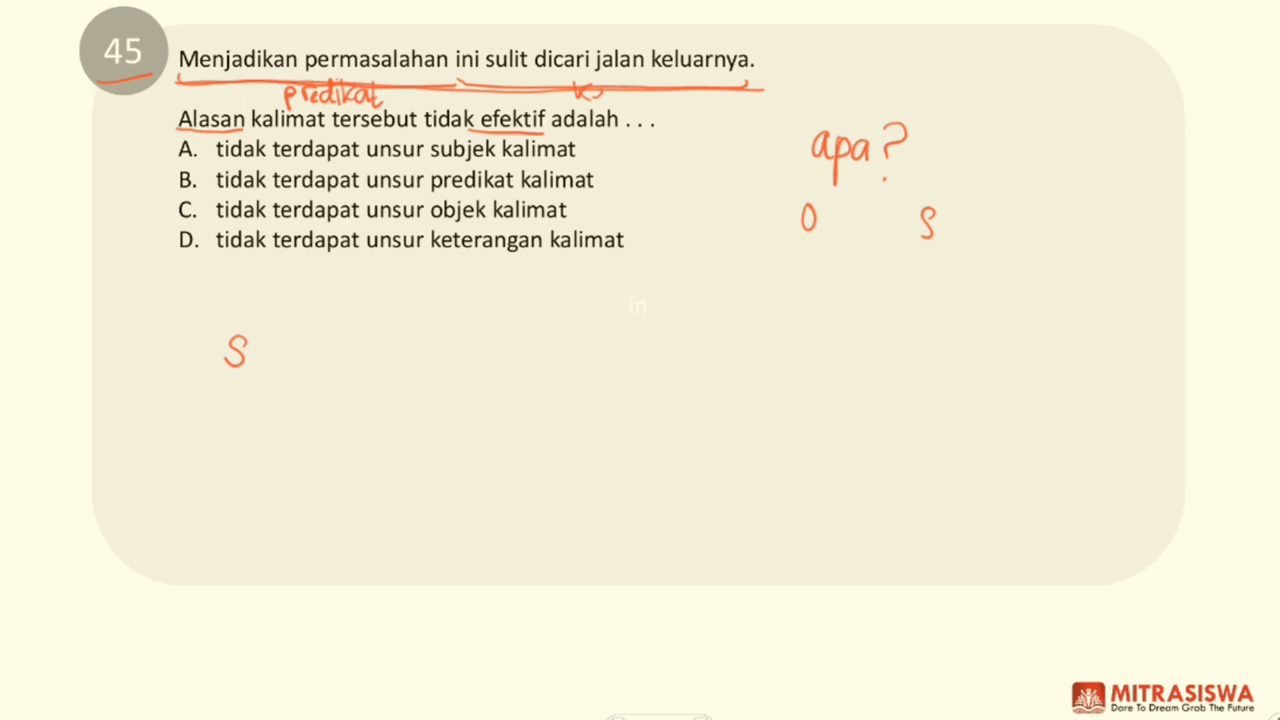 45
Menjadikan permasalahan ini sulit dicari jalan keluarnya.
predikat
Alasan kalimat tersebut tidak efektif adalah . . .
apa?
A. tidak terdapat unsur subjek kalimat
B. tidak terdapat unsur predikat kalimat
C. tidak terdapat unsur objek kalimat
O S
D. tidak terdapat unsur keterangan kalimat
in
S
MITRASISWA
Dare To Dream Grab The Future